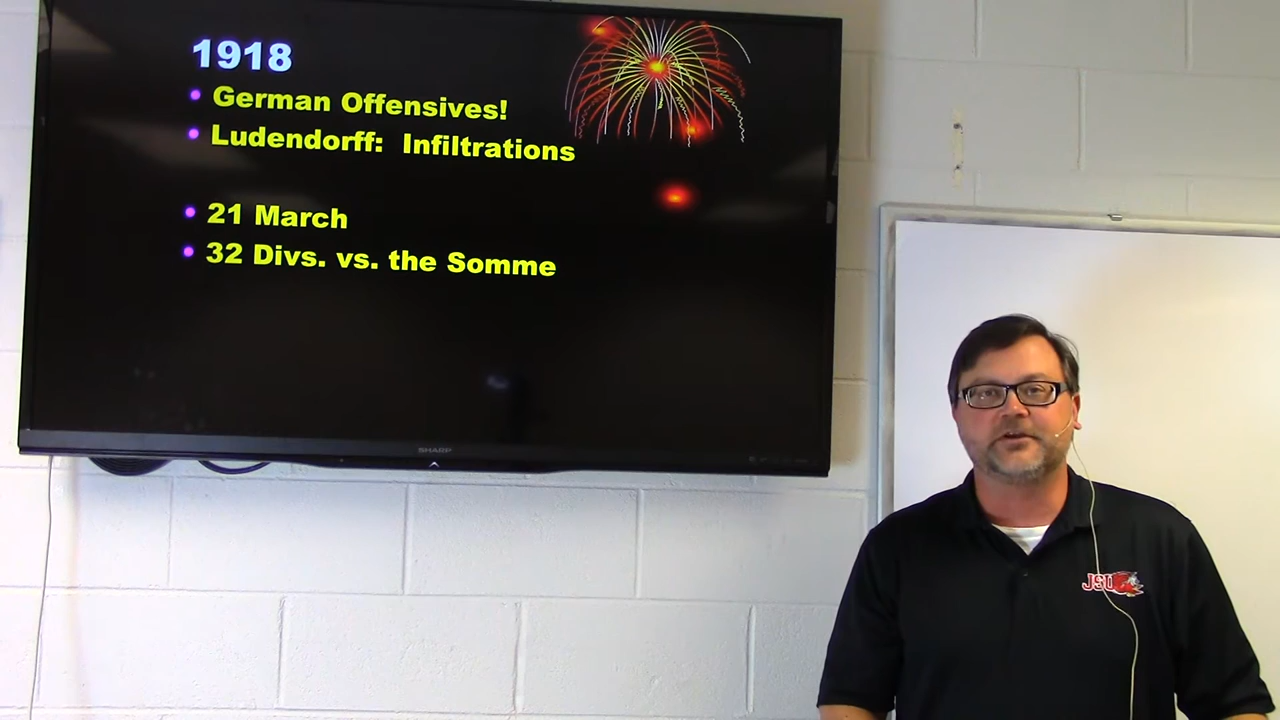 1918
• German Offensives!
• Ludendorff: Infiltrations
• 21 March
• 32 Divs. vs. the Somme
SHARP
JSU